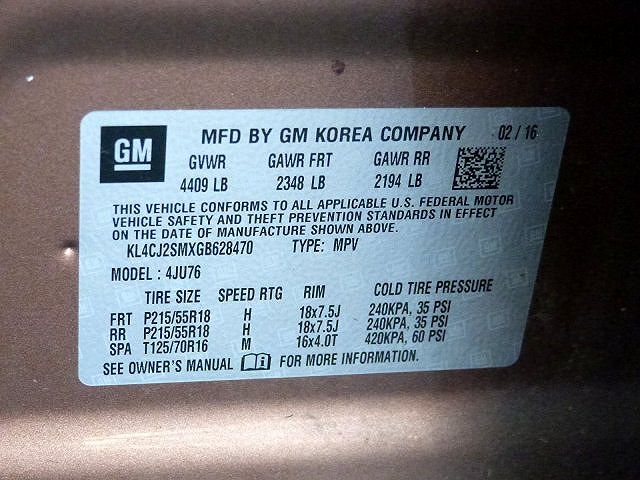 GM
MFD BY GM KOREA COMPANY 02/16
GVWR GAWR FRT GAWR RR
4409 LB 2348 LB 2194 LB
THIS VEHICLE CONFORMS TO ALL APPLICABLE U.S. FEDERAL MOTOR
VEHICLE SAFETY AND THEFT PREVENTION STANDARDS IN EFFECT
ON THE DATE OF MANUFACTURE SHOWN ABOVE.
KL4CJ2SMXGB628470 TYPE: MPV
MODEL : 4JU76
TIRE SIZE SPEED RTG RIM COLD TIRE PRESSURE
FRT P215/55R18 H 18x7.5J 240KPA, 35 PSI
RR P215/55R18 H 18x7.5J 240KPA, 35 PSI
SPA T125/70R16 M 16x4.0T 420KPA, 60 PSI
SEE OWNER'S MANUAL FOR MORE INFORMATION.